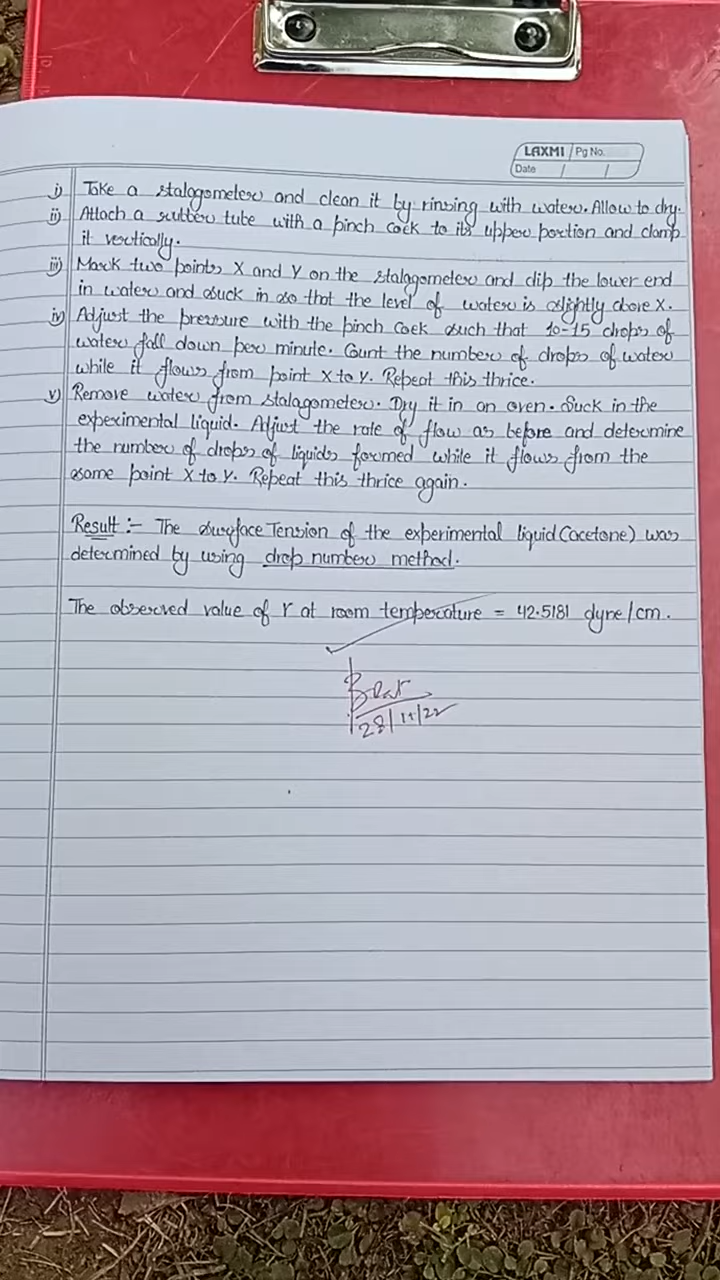 LAXMI Pg No.
Date / /
i) Take a stalagometer and clean it by rinsing with water. Allow to dry.
ii) Attach a rubber tube with a pinch cock to its upper portion and clamp
it vertically.
iii) Mark two points X and Y on the stalagometer and dip the lower end
in water and suck in so that the level of water is slightly above X.
iv) Adjust the pressure with the pinch cock such that 10-15 drops of
water fall down per minute. Count the number of drops of water
while it flows from point X to Y. Repeat this thrice.
v) Remove water from stalagometer. Dry it in an oven. Suck in the
experimental liquid. Adjust the rate of flow as before and determine
the number of drops of liquids formed while it flows from the
same point X to Y. Repeat this thrice again.
Result :- The surface Tension of the experimental liquid (acetone) was
determined by using drop number method.
The observed value of r at room temperature = 42.5181 dyne/cm.
28/11/22